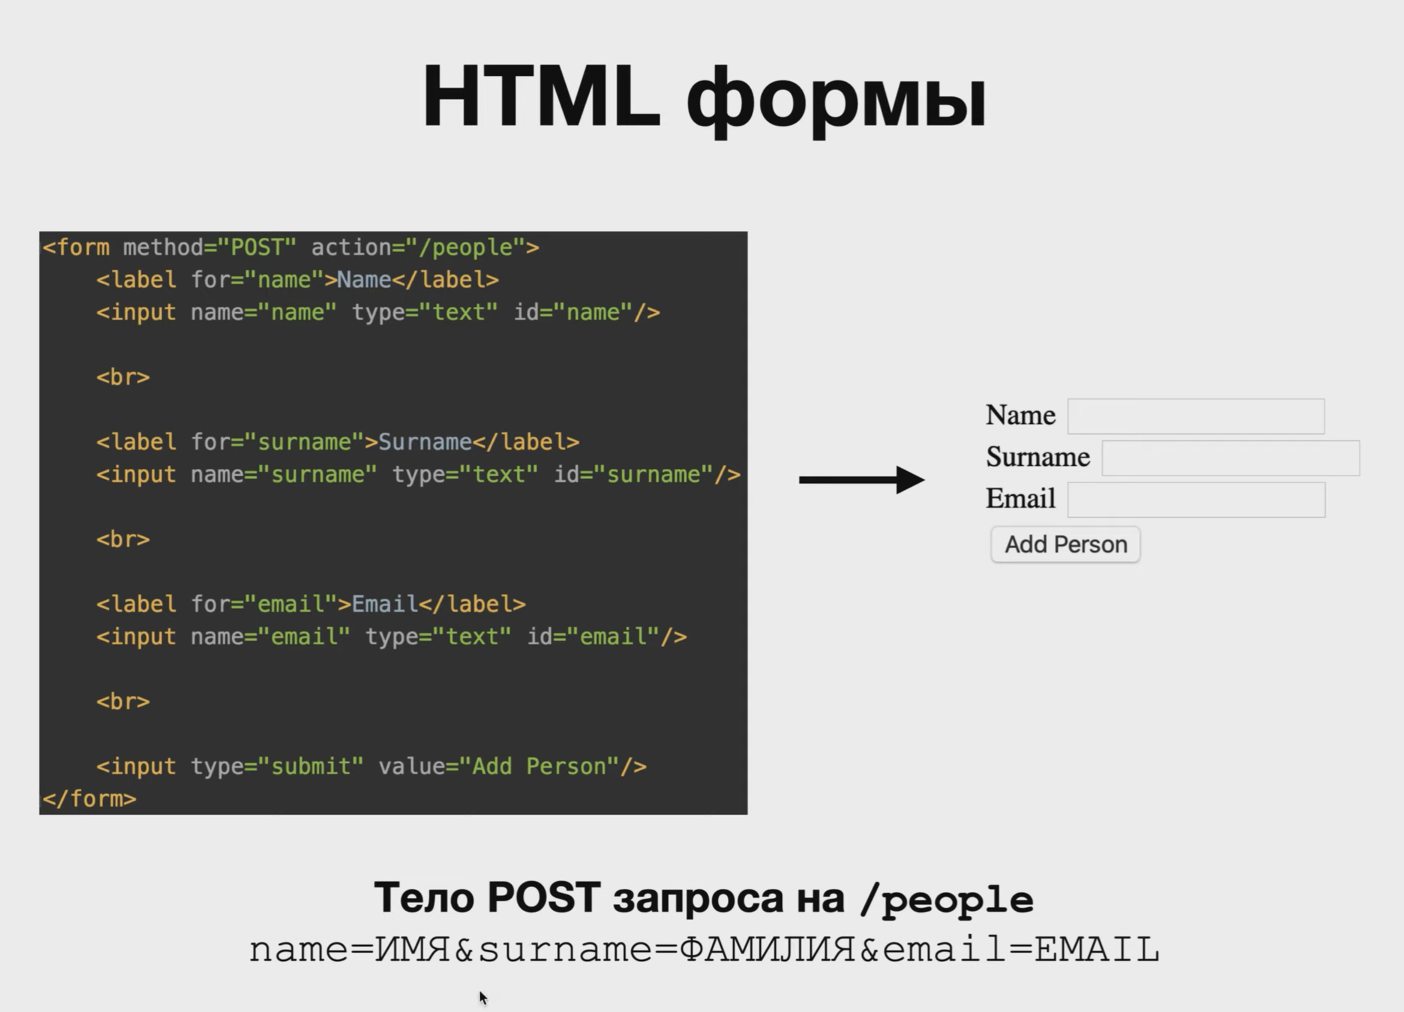 HTML формы
<form method="POST" action="/people">
<label for="name">Name</label>
<input name="name" type="text" id="name"/>
<br>
<label for="surname">Surname</label>
<input name="surname" type="text" id="surname"/>
<br>
<label for="email">Email</label>
<input name="email" type="text" id="email"/>
<br>
<input type="submit" value="Add Person"/>
</form>
Name
Surname
Email
Add Person
Тело POST запроса на /people
name=ИМЯ&surname=ФАМИЛИЯ&email=EMAIL